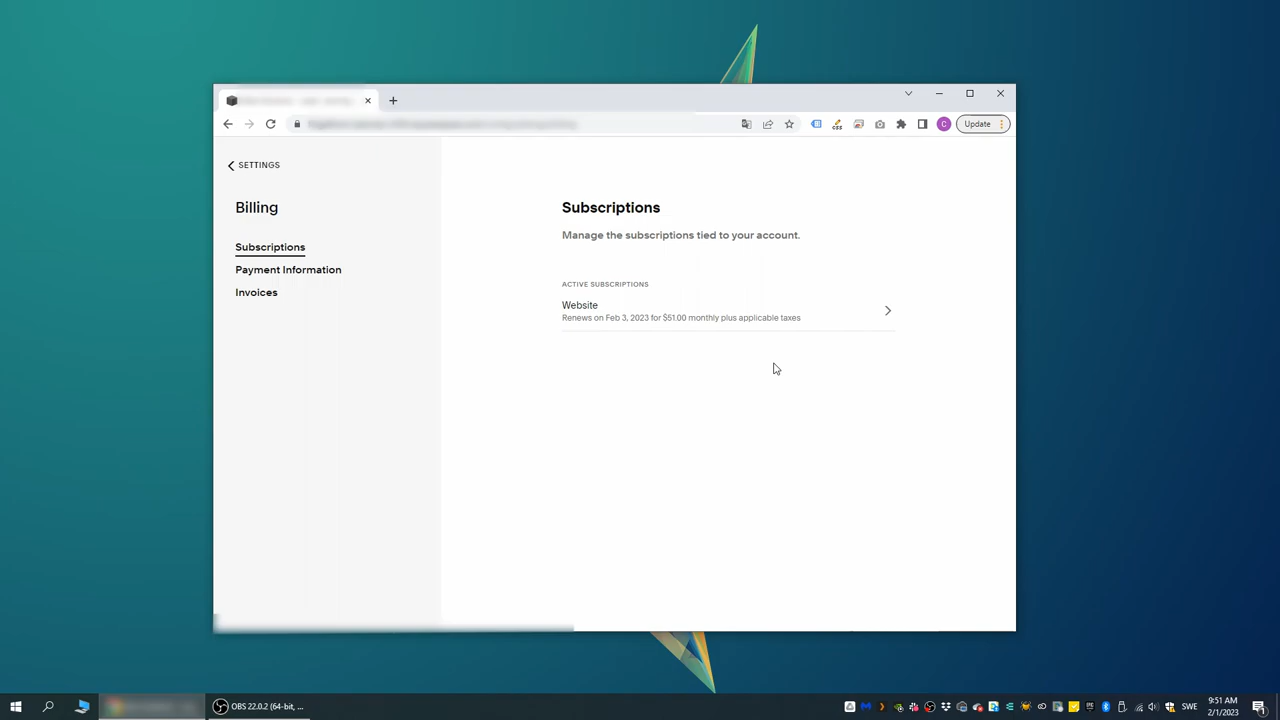 Update
SETTINGS
Billing
Subscriptions
Payment Information
Invoices
Subscriptions
Manage the subscriptions tied to your account.
ACTIVE SUBSCRIPTIONS
Website
Renews on Feb 3, 2023 for $51.00 monthly plus applicable taxes
C
CSS
OBS 22.0.2 (64-bit, ...
SWE
9:51 AM
2/1/2023